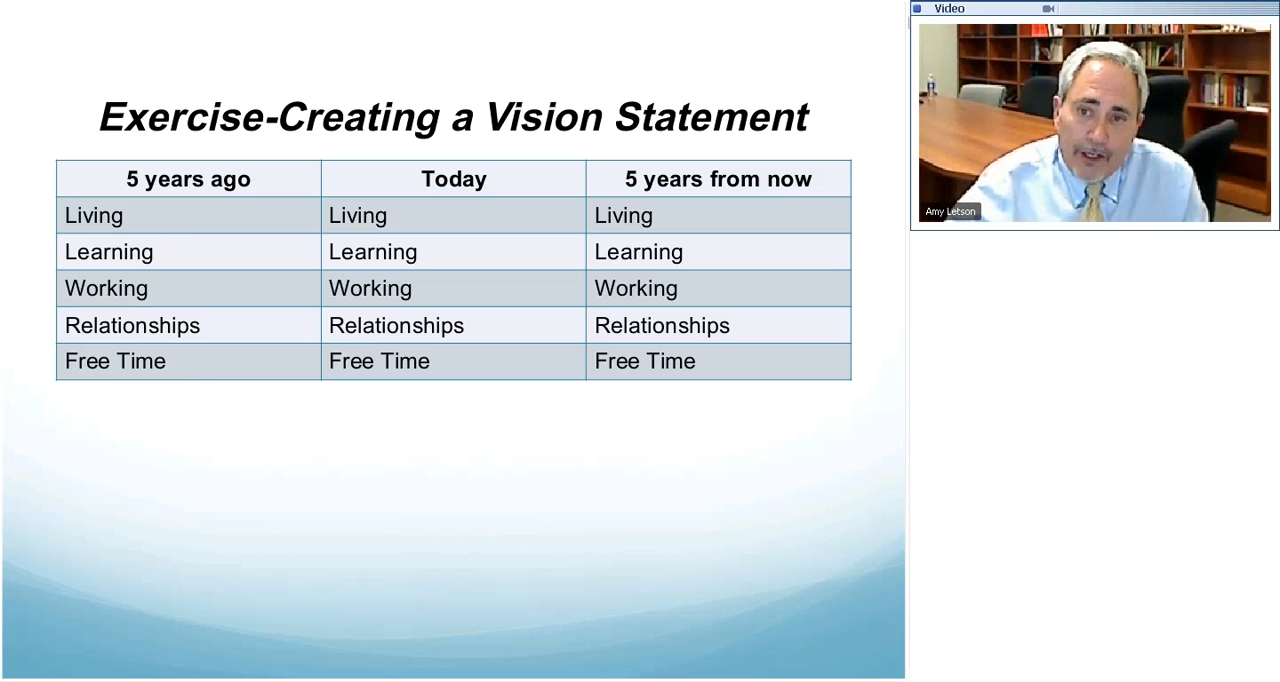 Exercise-Creating a Vision Statement
5 years ago Today 5 years from now
Living Living Living
Learning Learning Learning
Working Working Working
Relationships Relationships Relationships
Free Time Free Time Free Time
Video
Amy Letson